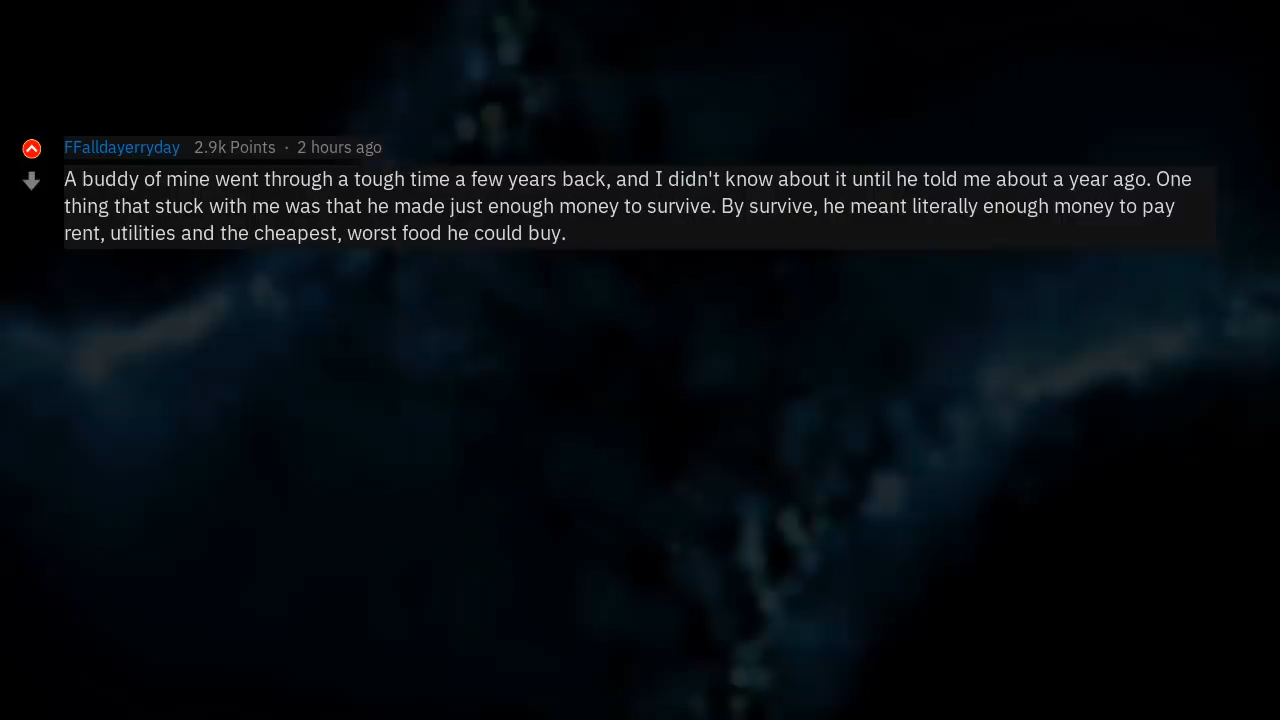 FFalldayerryday 2.9k Points · 2 hours ago
A buddy of mine went through a tough time a few years back, and I didn't know about it until he told me about a year ago. One
thing that stuck with me was that he made just enough money to survive. By survive, he meant literally enough money to pay
rent, utilities and the cheapest, worst food he could buy.